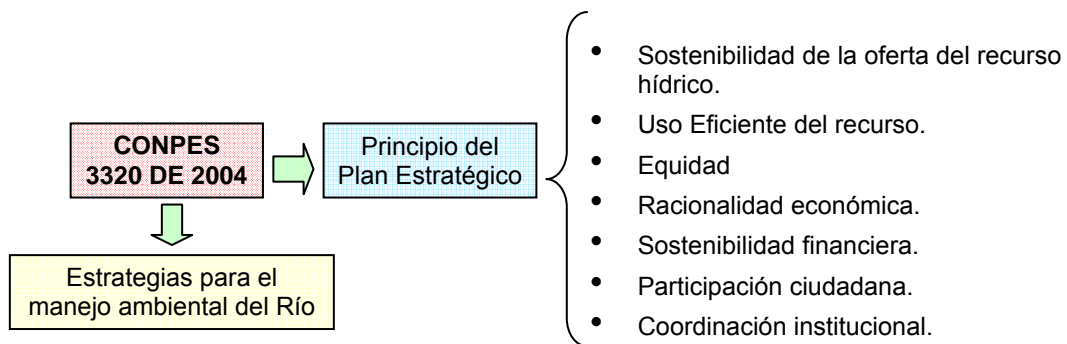 CONPES
3320 DE 2004
Principio del
Plan Estratégico
Estrategias para el
manejo ambiental del Río
• Sostenibilidad de la oferta del recurso
hídrico.
• Uso Eficiente del recurso.
• Equidad
• Racionalidad económica.
• Sostenibilidad financiera.
• Participación ciudadana.
• Coordinación institucional.